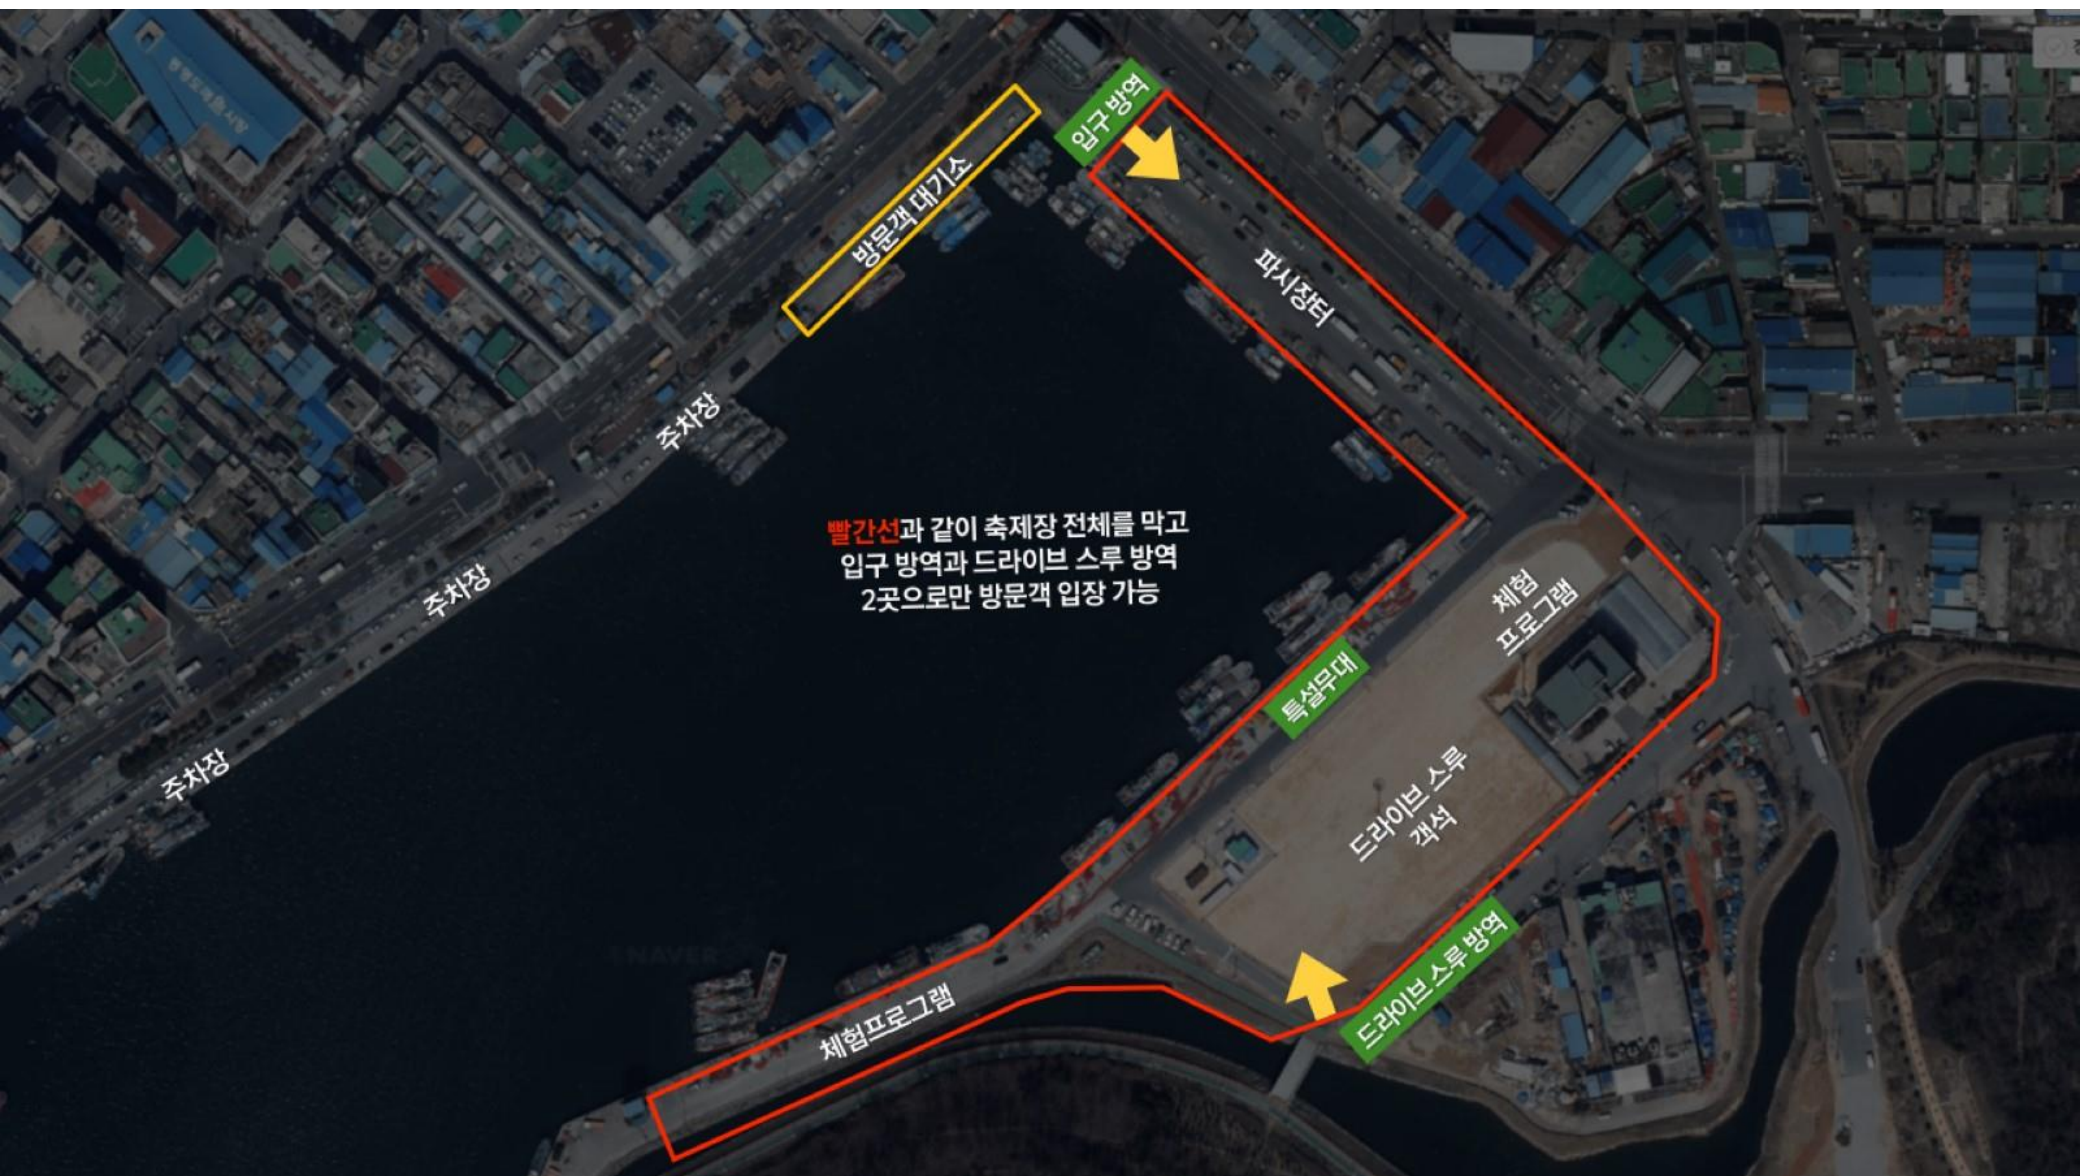 입구 방역
방문객 대기소
파시장터
주차장
빨간선과 같이 축제장 전체를 막고
입구 방역과 드라이브 스루 방역
2곳으로만 방문객 입장 가능
주차장
체험
프로그램
특설무대
주차장
드라이브 스루
객석
드라이브 스루 방역
NAVER
체험프로그램